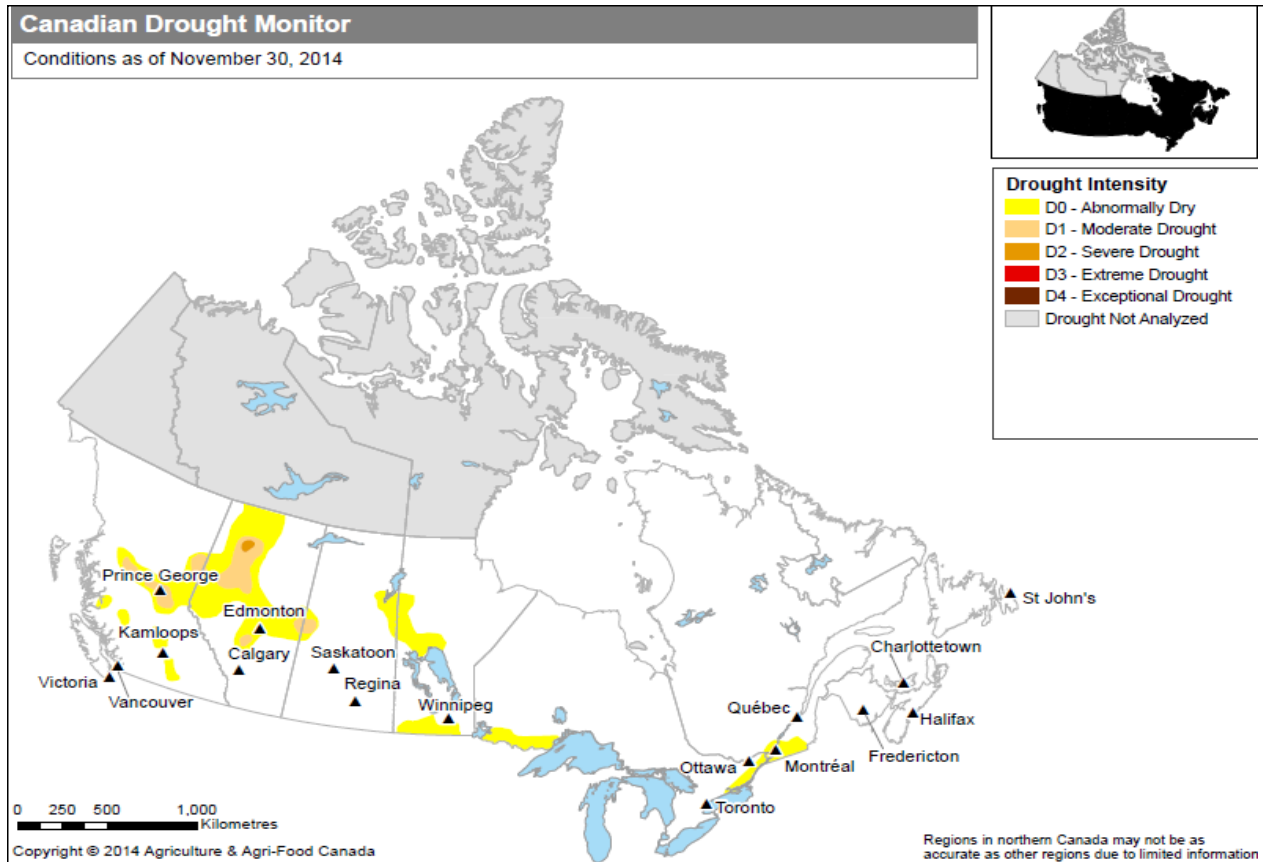 Canadian Drought Monitor
Conditions as of November 30, 2014
Drought Intensity
D0 - Abnormally Dry
D1 - Moderate Drought
D2 - Severe Drought
D3 - Extreme Drought
D4 - Exceptional Drought
Drought Not Analyzed
Prince George
Edmonton
Kamloops
Calgary
Saskatoon
Regina
Victoria
Vancouver
Winnipeg
St John's
Charlottetown
Québec
Halifax
Fredericton
Ottawa
Montréal
Toronto
0 250 500 1,000
Kilometres
Copyright © 2014 Agriculture & Agri-Food Canada
Regions in northern Canada may not be as
accurate as other regions due to limited information